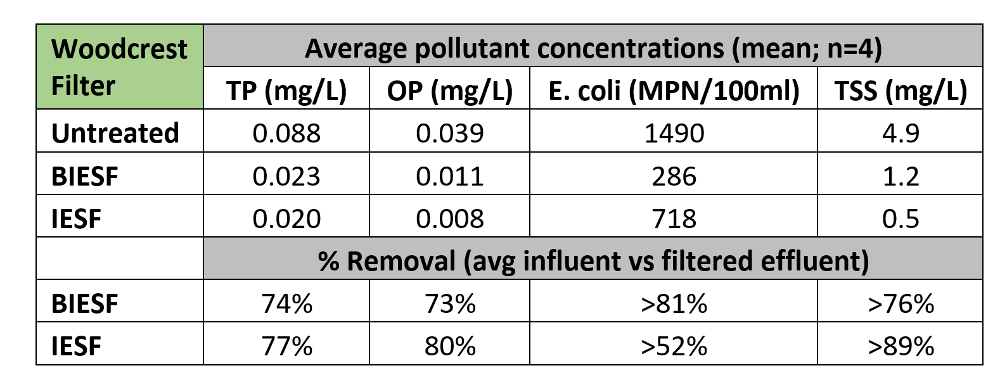 Woodcrest Filter Average pollutant concentrations (mean; n=4)
TP (mg/L) OP (mg/L) E. coli (MPN/100ml) TSS (mg/L)
Untreated 0.088 0.039 1490 4.9
BIESF 0.023 0.011 286 1.2
IESF 0.020 0.008 718 0.5
% Removal (avg influent vs filtered effluent)
BIESF 74% 73% >81% >76%
IESF 77% 80% >52% >89%